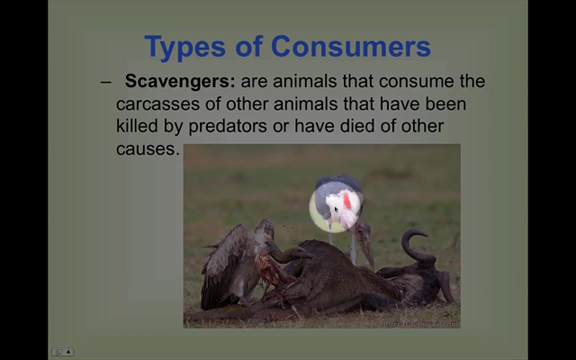 Types of Consumers
– Scavengers: are animals that consume the
carcasses of other animals that have been
killed by predators or have died of other
causes.